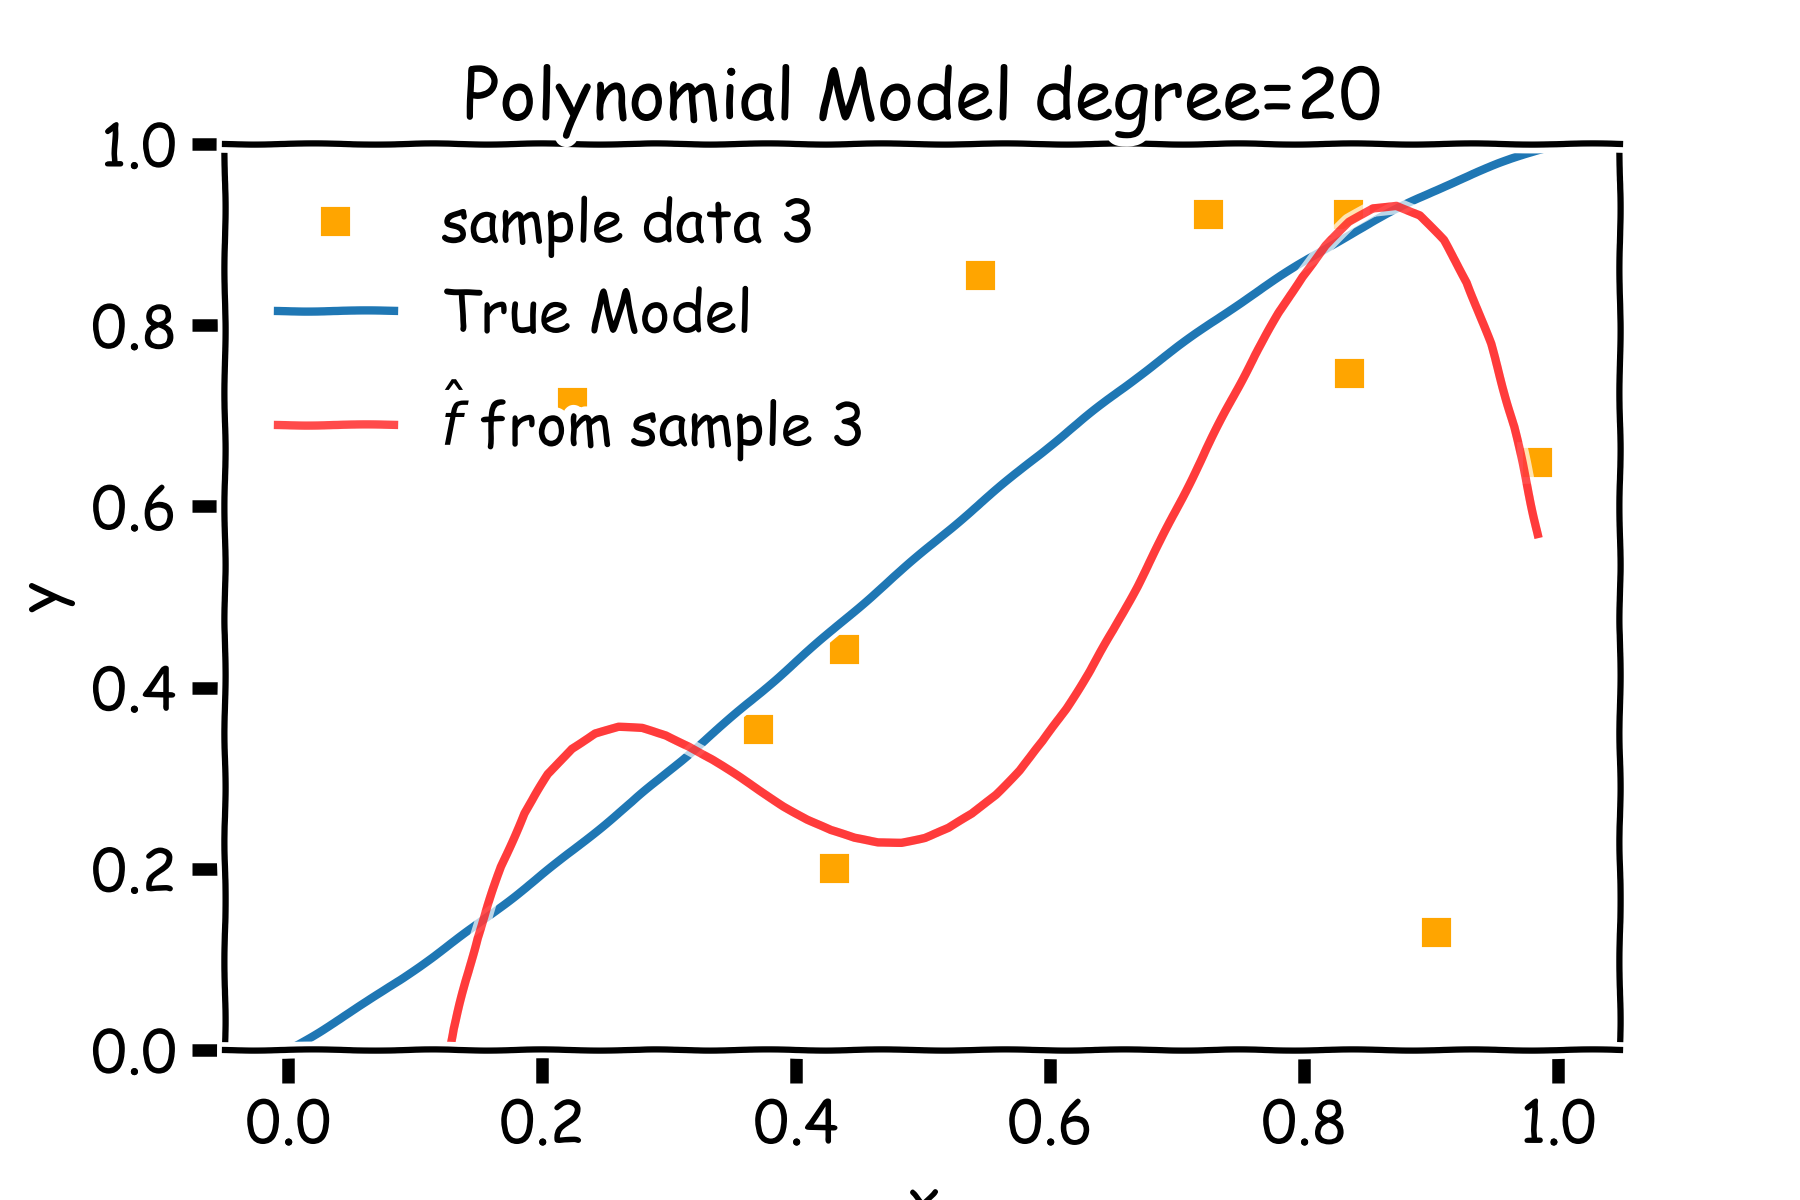 Polynomial Model degree=20
1.0
0.8
0.6
0.4
0.2
0.0
y
sample data 3
True Model
f̂ from sample 3
0.0 0.2 0.4 0.6 0.8 1.0
x